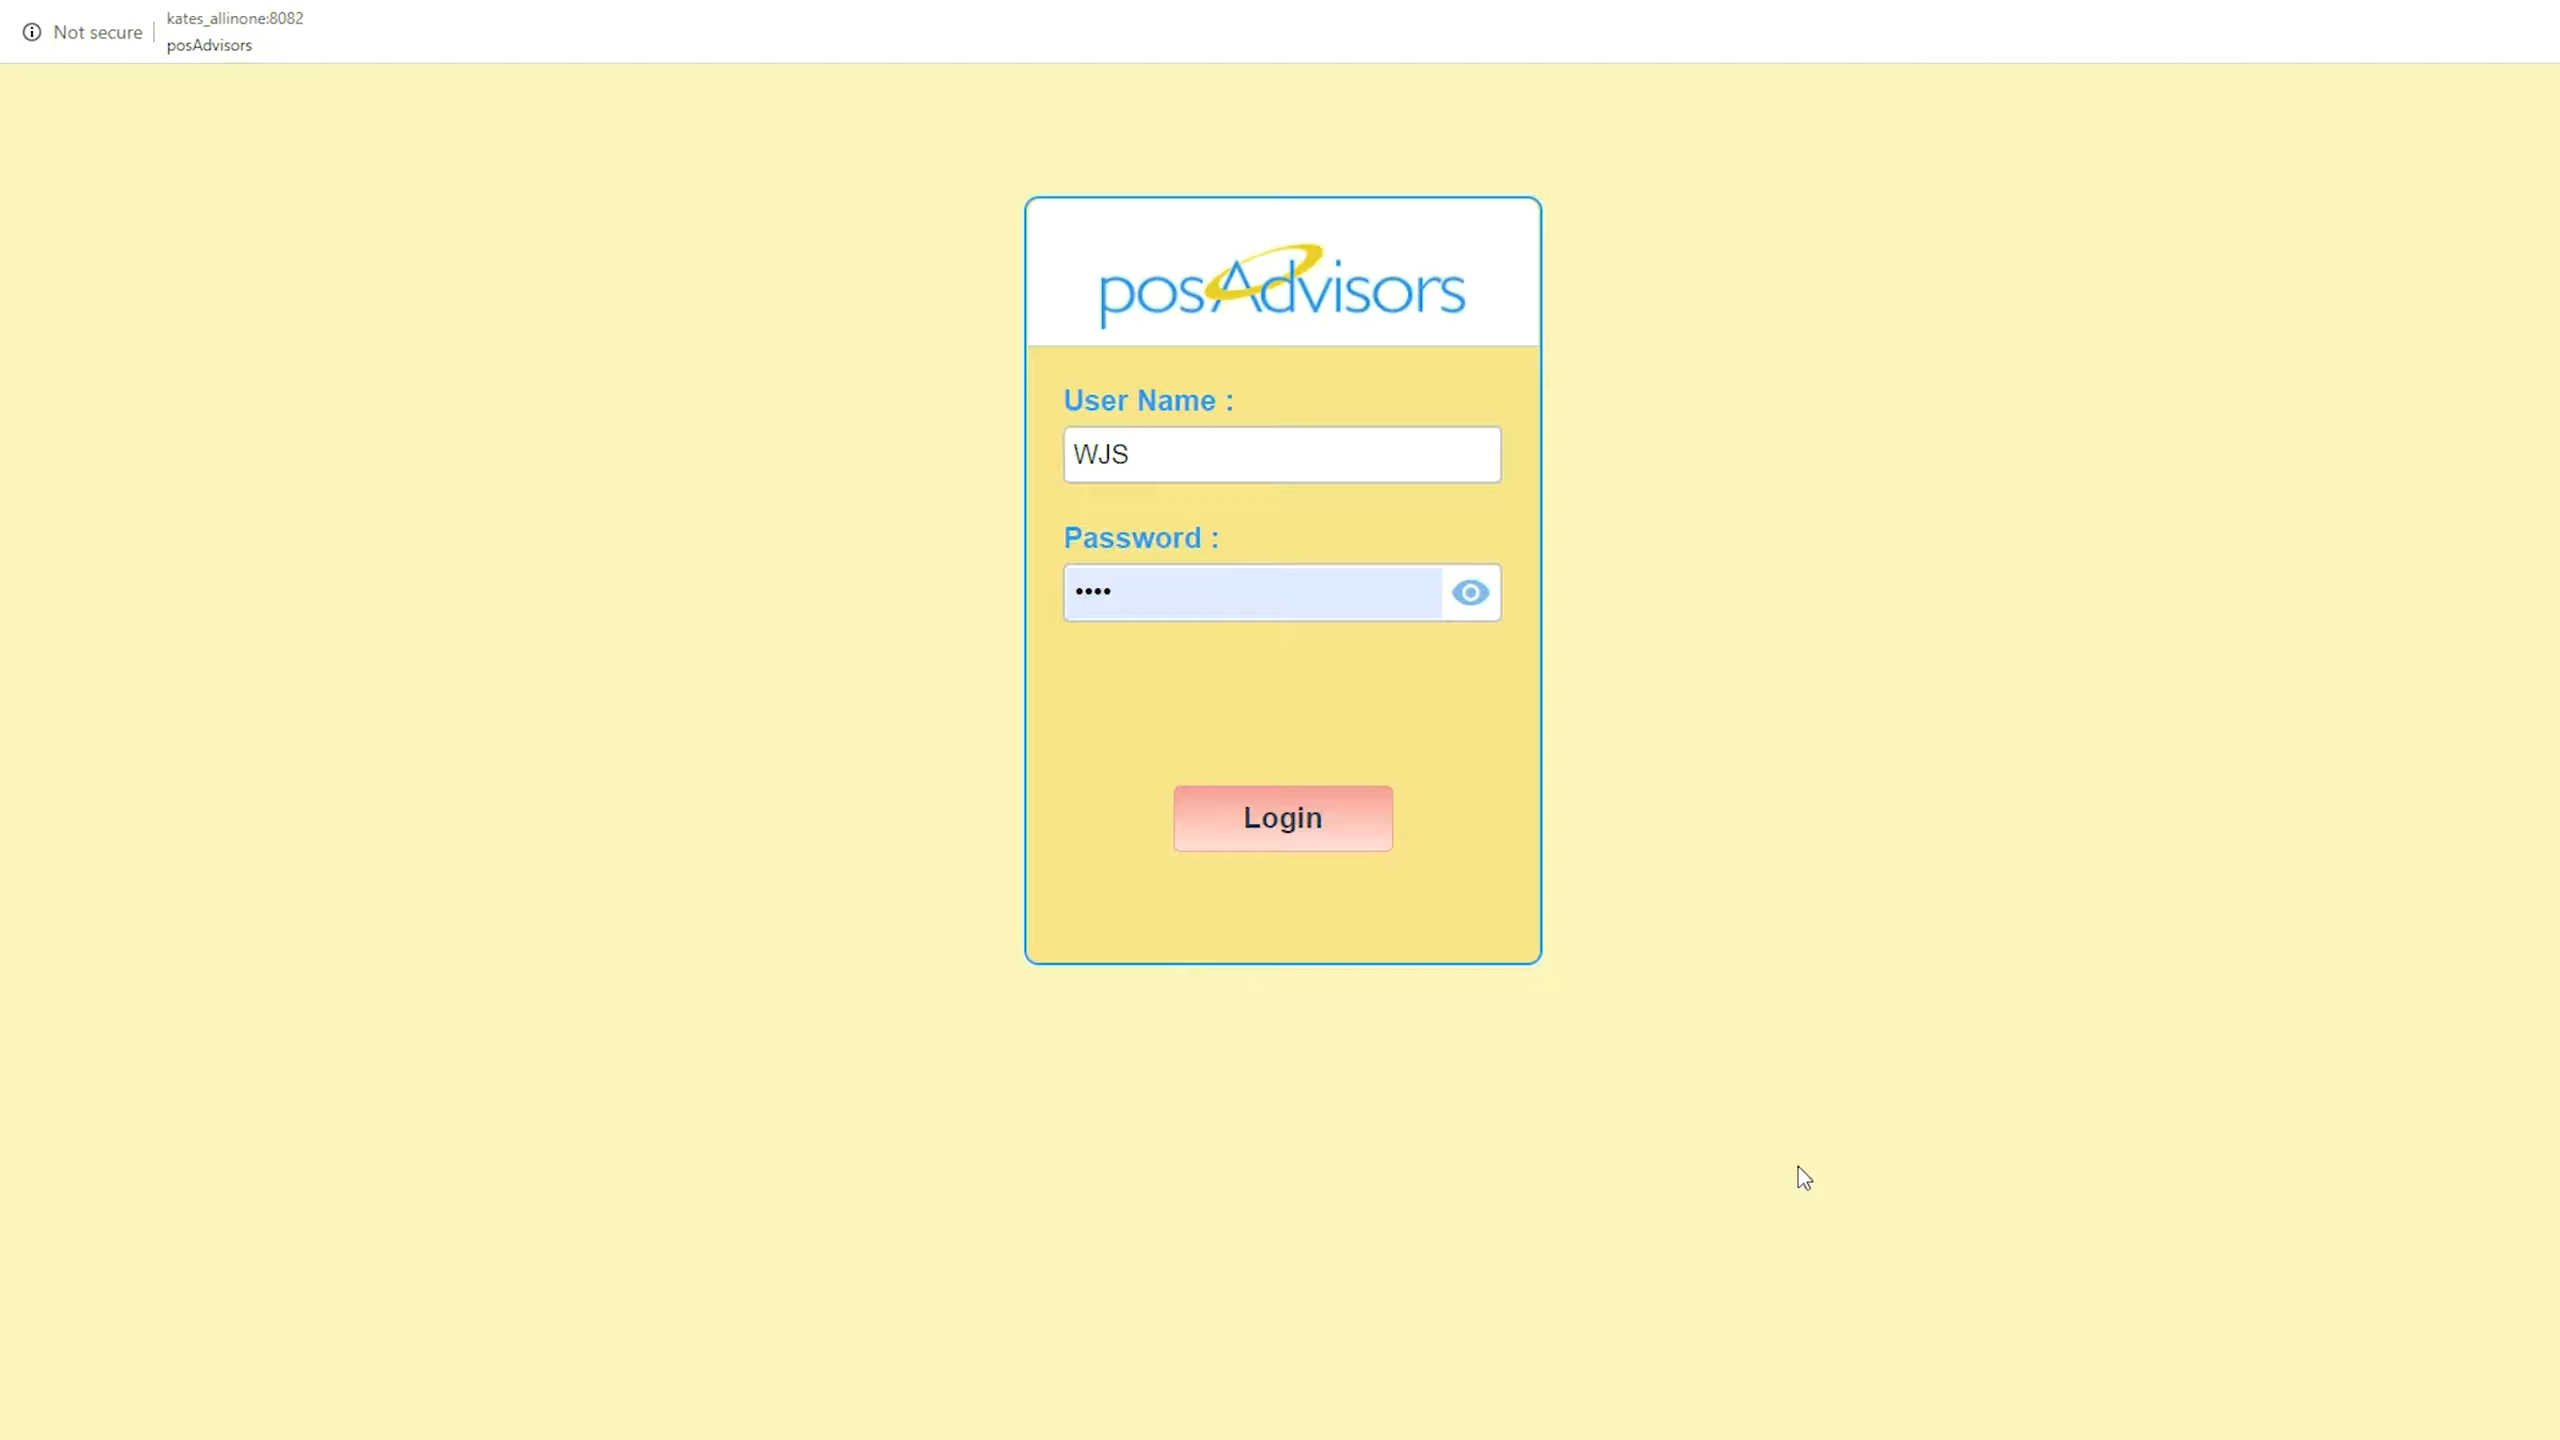 Not secure
kates_allinone:8082
posAdvisors
posAdvisors
User Name :
WJS
Password :
••••
Login